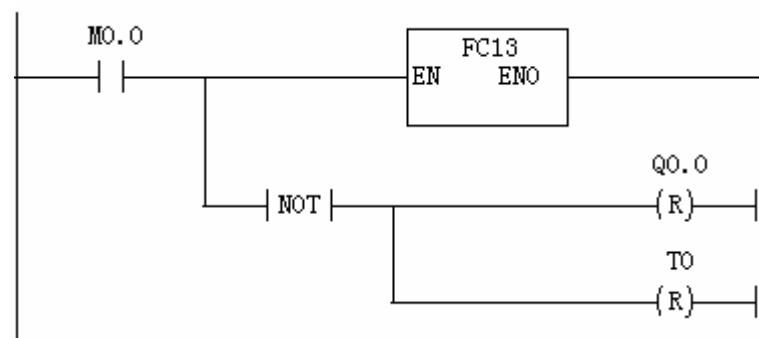 M0.0
FC13
EN ENO
Q0.0
NOT
(R)
T0
(R)